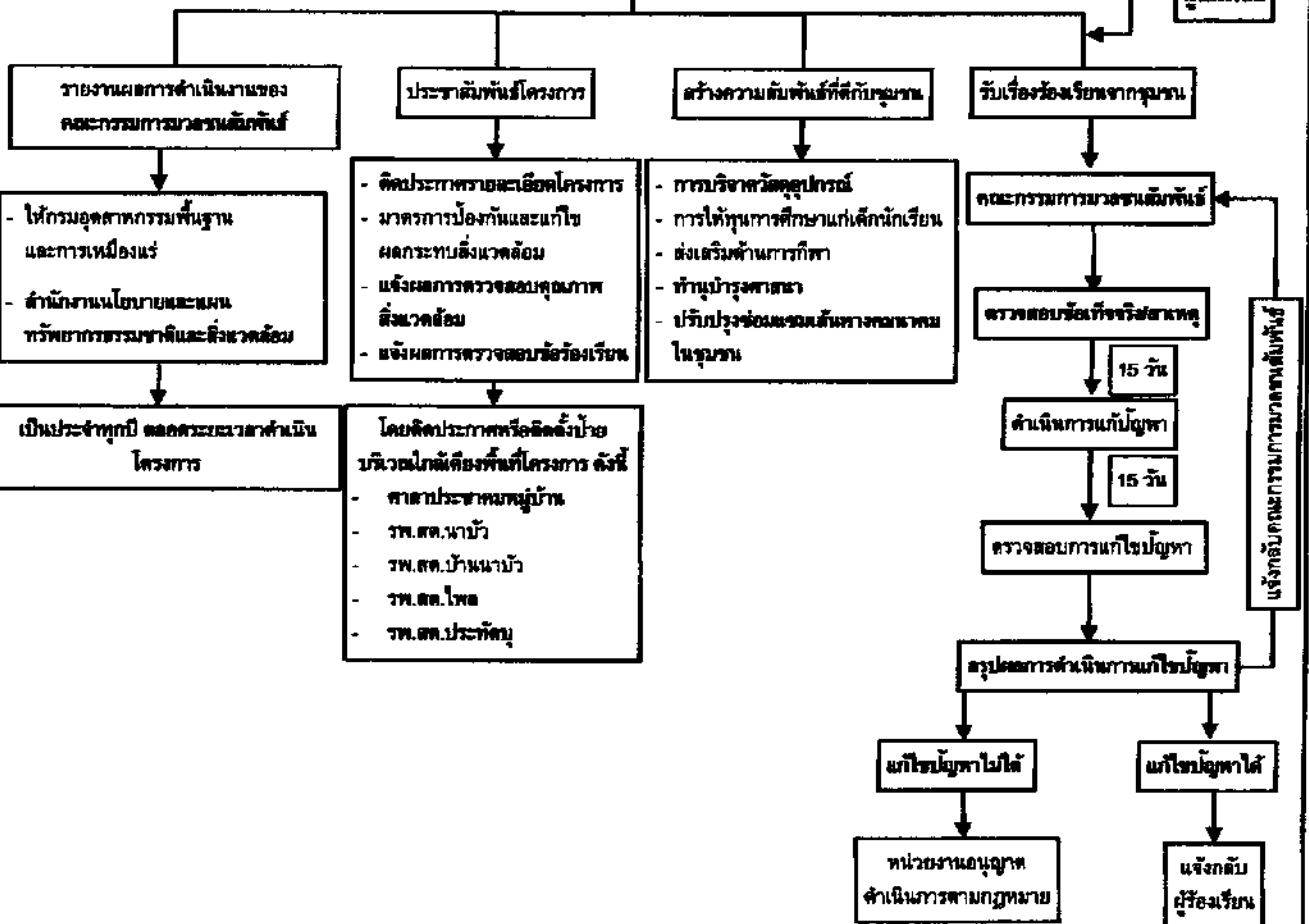 รายงานผลการดำเนินงานของ
คณะกรรมการมวลชนสัมพันธ์
- ให้กรมอุตสาหกรรมพื้นฐาน
และการเหมืองแร่
- สำนักงานนโยบายและแผน
ทรัพยากรธรรมชาติและสิ่งแวดล้อม
เป็นประจำทุกปี ตลอดระยะเวลาดำเนิน
โครงการ
ประชาสัมพันธ์โครงการ
- ติดประกาศรายละเอียดโครงการ
- มาตรการป้องกันและแก้ไข
ผลกระทบสิ่งแวดล้อม
- แจ้งผลการตรวจสอบคุณภาพ
สิ่งแวดล้อม
- แจ้งผลการตรวจสอบข้อร้องเรียน
โดยติดประกาศหรือติดตั้งป้าย
บริเวณใกล้เคียงพื้นที่โครงการ ดังนี้
- ศาลาประชาคมหมู่บ้าน
- รพ.สต.นาบัว
- รพ.สต.บ้านนาบัว
- รพ.สต.ไพล
- รพ.สต.ประทัดบุ
สร้างความสัมพันธ์ที่ดีกับชุมชน
- การบริจาควัสดุอุปกรณ์
- การให้ทุนการศึกษาแก่เด็กนักเรียน
- ส่งเสริมด้านการกีฬา
- ทำนุบำรุงศาสนา
- ปรับปรุงซ่อมแซมเส้นทางคมนาคม
ในชุมชน
รับเรื่องร้องเรียนจากชุมชน
คณะกรรมการมวลชนสัมพันธ์
ตรวจสอบข้อเท็จจริง/สาเหตุ
15 วัน
ดำเนินการแก้ปัญหา
15 วัน
ตรวจสอบการแก้ไขปัญหา
สรุปผลการดำเนินการแก้ไขปัญหา
แจ้งกลับคณะกรรมการมวลชนสัมพันธ์
แก้ไขปัญหาไม่ได้
แก้ไขปัญหาได้
หน่วยงานอนุญาต
ดำเนินการตามกฎหมาย
แจ้งกลับ
ผู้ร้องเรียน